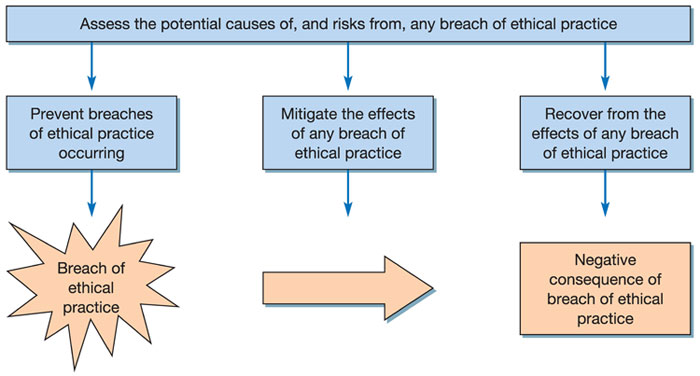 Assess the potential causes of, and risks from, any breach of ethical practice
Prevent breaches
of ethical practice
occurring
Mitigate the effects
of any breach of
ethical practice
Recover from the
effects of any breach
of ethical practice
Breach of
ethical
practice
Negative
consequence of
breach of ethical
practice